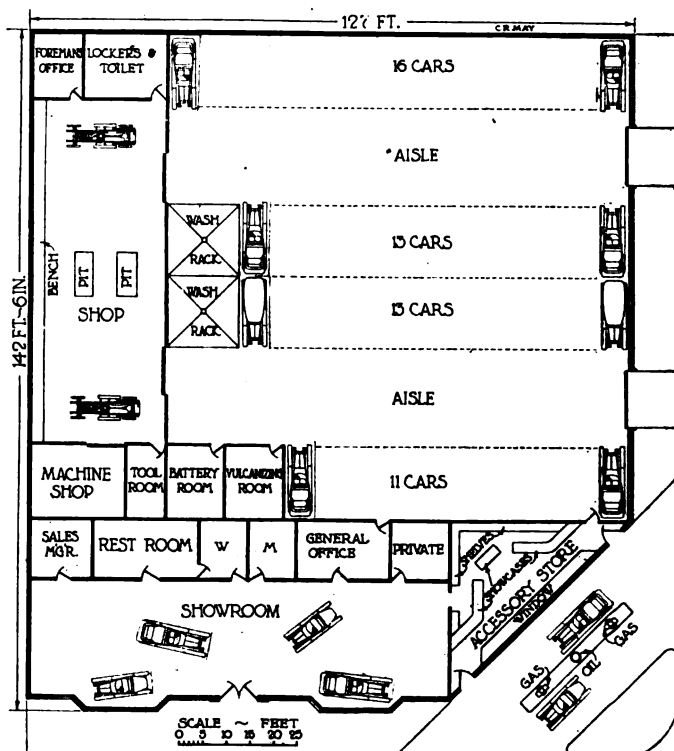 127 FT.
C.R.MAY
FOREMANS
OFFICE
LOCKERS &
TOILET
16 CARS
AISLE
WASH
RACK
13 CARS
WASH
RACK
13 CARS
BENCH
PIT
PIT
SHOP
142 FT.-6 IN.
AISLE
MACHINE
SHOP
TOOL
ROOM
BATTERY
ROOM
VULCANIZING
ROOM
11 CARS
SALES
M'G'R.
REST ROOM
W
M
GENERAL
OFFICE
PRIVATE
SHELVES
SHOWCASES
ACCESSORY STORE
WINDOW
SHOWROOM
GAS
OIL
GAS
SCALE ~ FEET
0 5 10 15 20 25